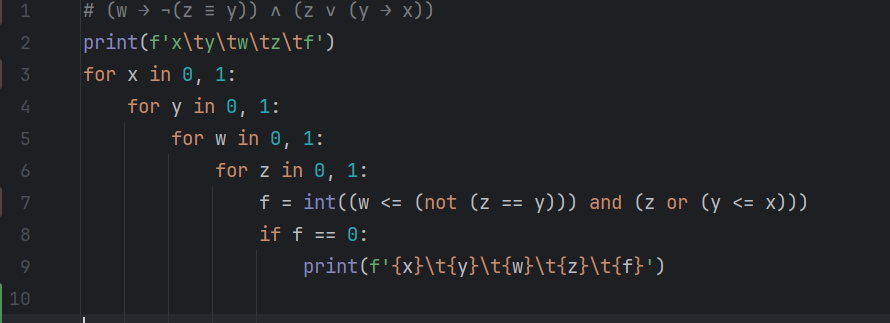 1 # (w → ¬(z ≡ y)) ∧ (z ∨ (y → x))
2 print(f'x\ty\tw\tz\tf')
3 for x in 0, 1:
4     for y in 0, 1:
5         for w in 0, 1:
6             for z in 0, 1:
7                 f = int((w <= (not (z == y))) and (z or (y <= x)))
8                 if f == 0:
9                     print(f'{x}\t{y}\t{w}\t{z}\t{f}')
10